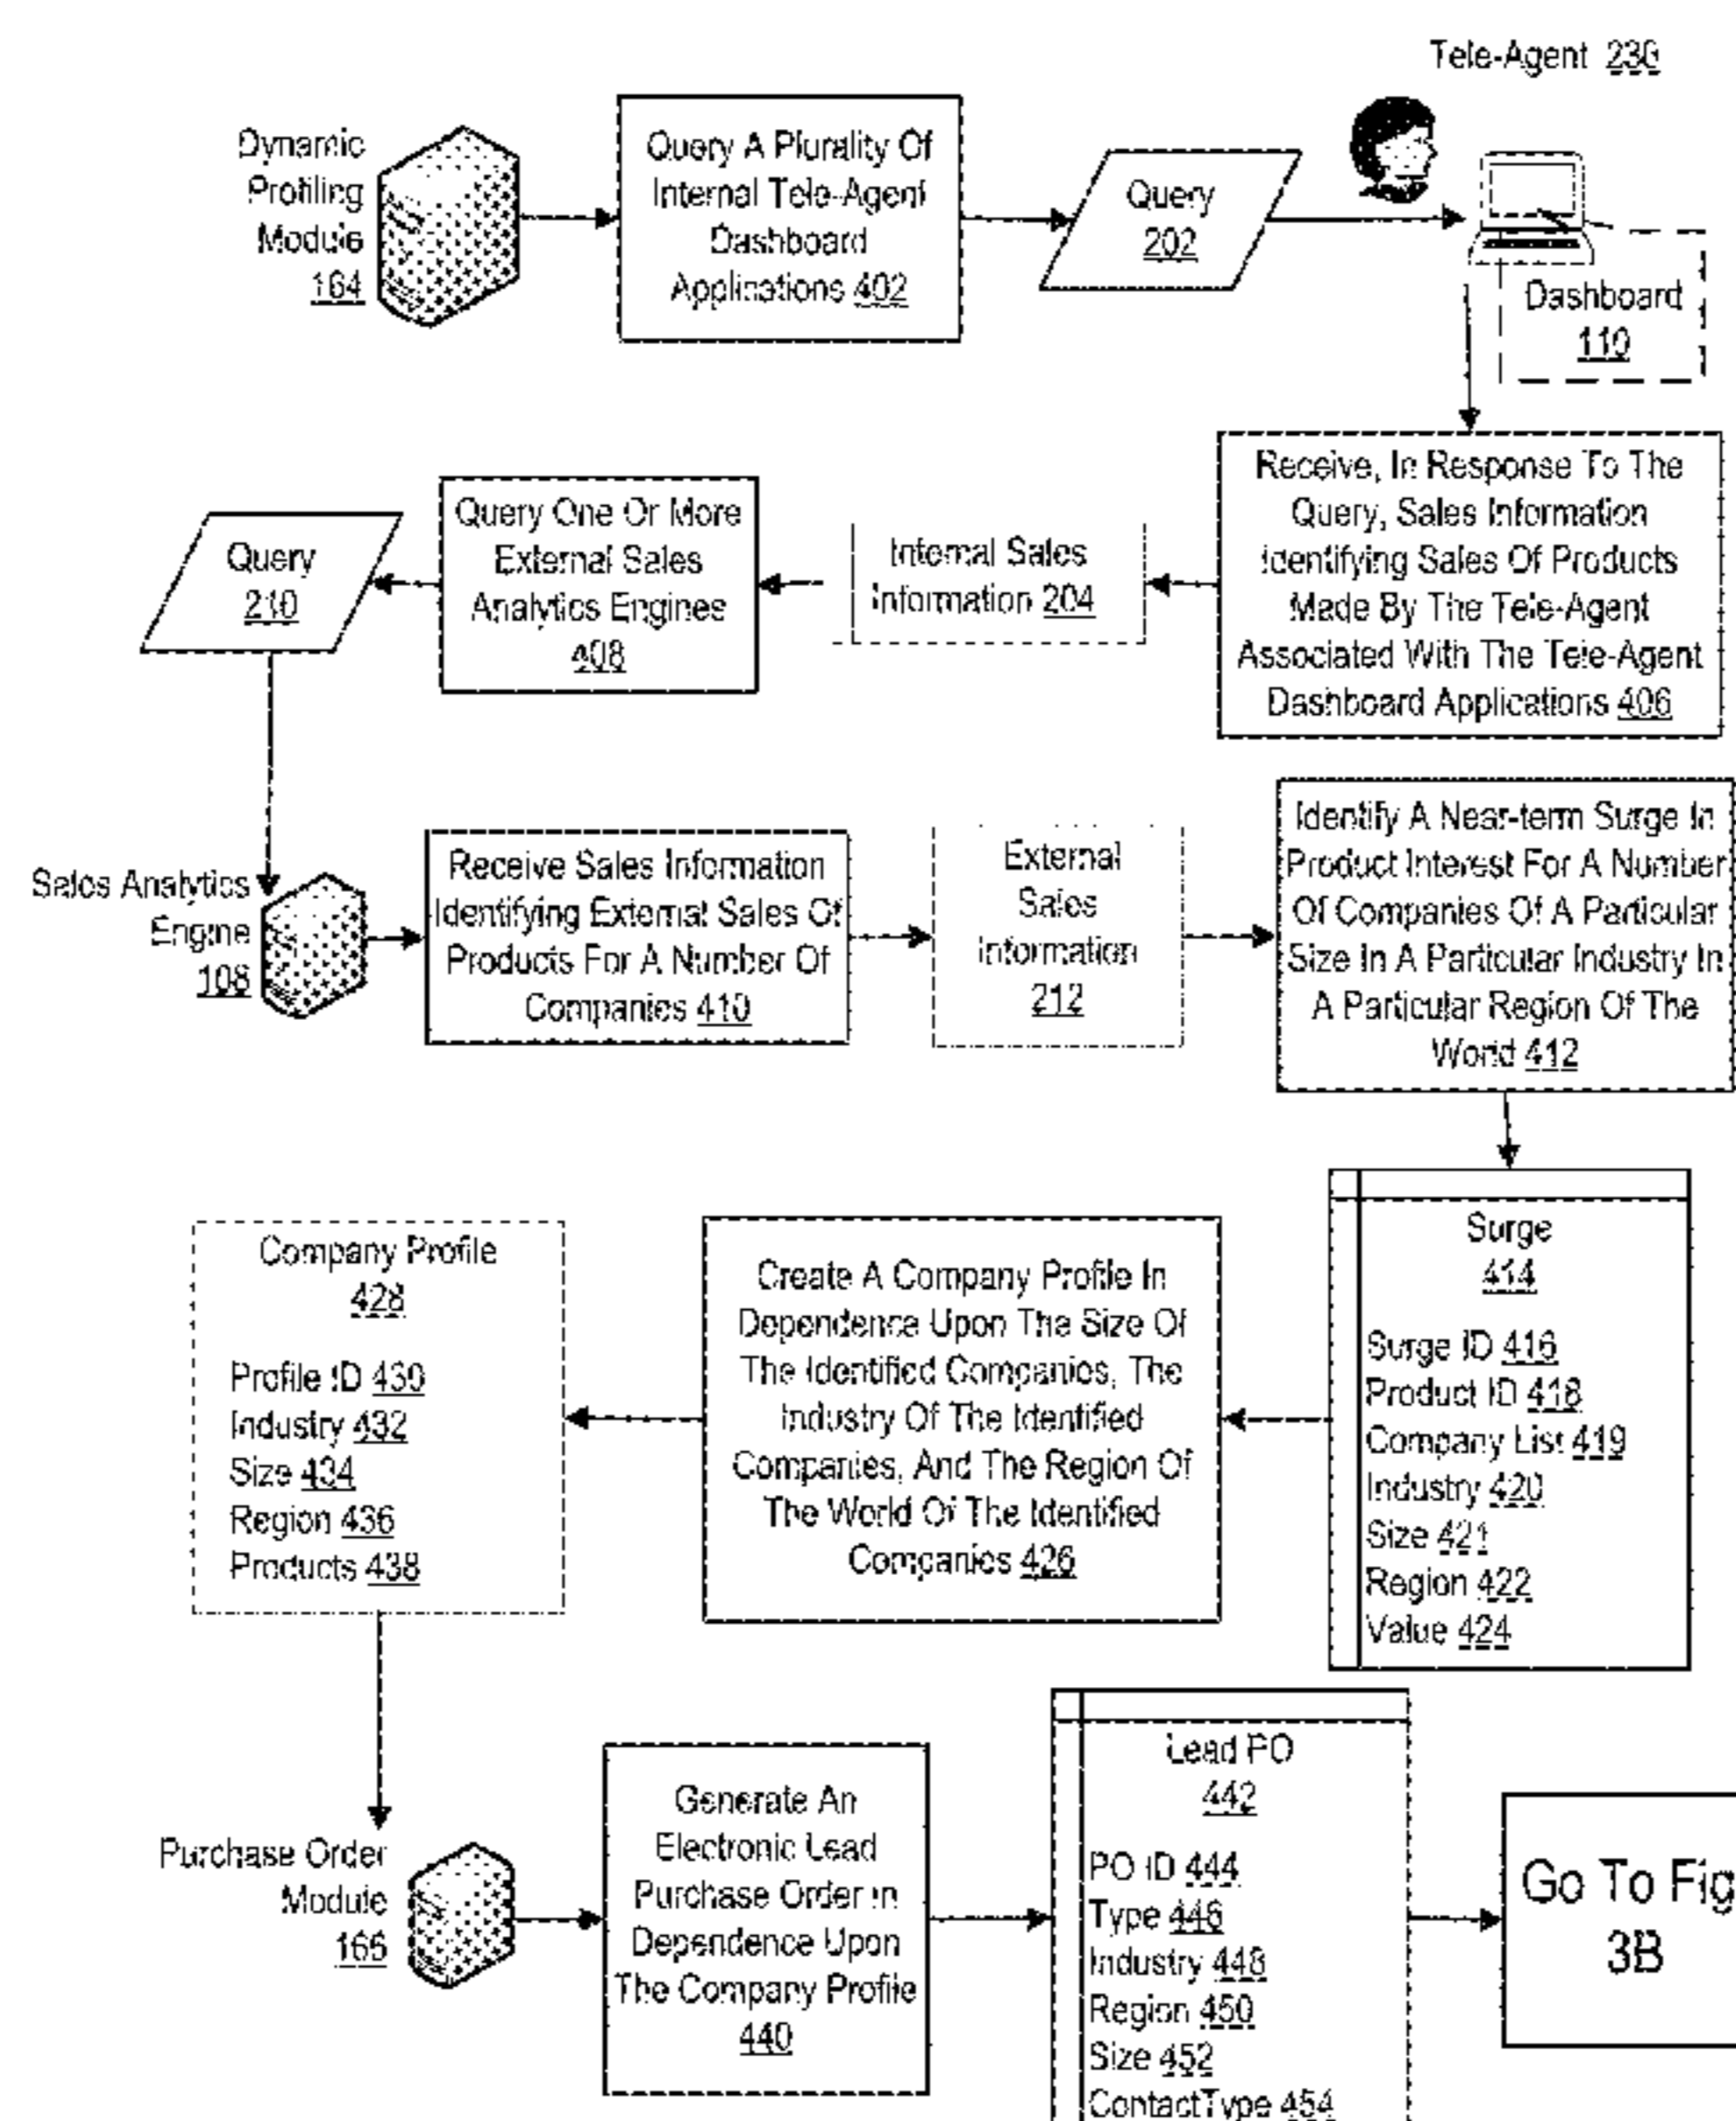 Tele-Agent 230
Dynamic
Profiling
Module
164
Query A Plurality Of
Internal Tele-Agent
Dashboard
Applications 402
Query
202
Dashboard
110
Receive, In Response To The
Query, Sales Information
Identifying Sales Of Products
Made By The Tele-Agent
Associated With The Tele-Agent
Dashboard Applications 406
Internal Sales
Information 204
Query One Or More
External Sales
Analytics Engines
408
Query
210
Sales Analytics
Engine
108
Receive Sales Information
Identifying External Sales Of
Products For A Number Of
Companies 410
External
Sales
Information
212
Identify A Near-term Surge In
Product Interest For A Number
Of Companies Of A Particular
Size In A Particular Industry In
A Particular Region Of The
World 412
Surge
414
Surge ID 416
Product ID 418
Company List 419
Industry 420
Size 421
Region 422
Value 424
Create A Company Profile In
Dependence Upon The Size Of
The Identified Companies, The
Industry Of The Identified
Companies, And The Region Of
The World Of The Identified
Companies 426
Company Profile
428
Profile ID 430
Industry 432
Size 434
Region 436
Products 438
Purchase Order
Module
166
Generate An
Electronic Lead
Purchase Order In
Dependence Upon
The Company Profile
440
Lead PO
442
PO ID 444
Type 446
Industry 448
Region 450
Size 452
ContactType 454
Go To Fig
3B